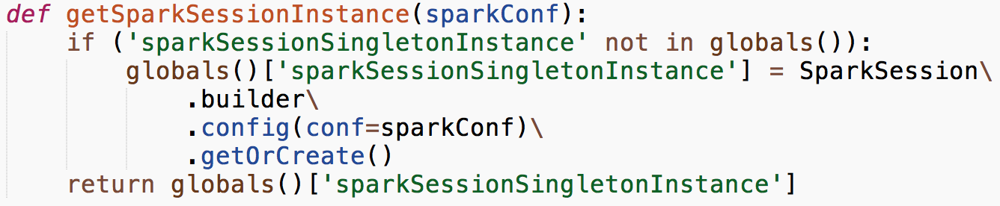 def getSparkSessionInstance(sparkConf):
    if ('sparkSessionSingletonInstance' not in globals()):
        globals()['sparkSessionSingletonInstance'] = SparkSession\
            .builder\
            .config(conf=sparkConf)\
            .getOrCreate()
    return globals()['sparkSessionSingletonInstance']